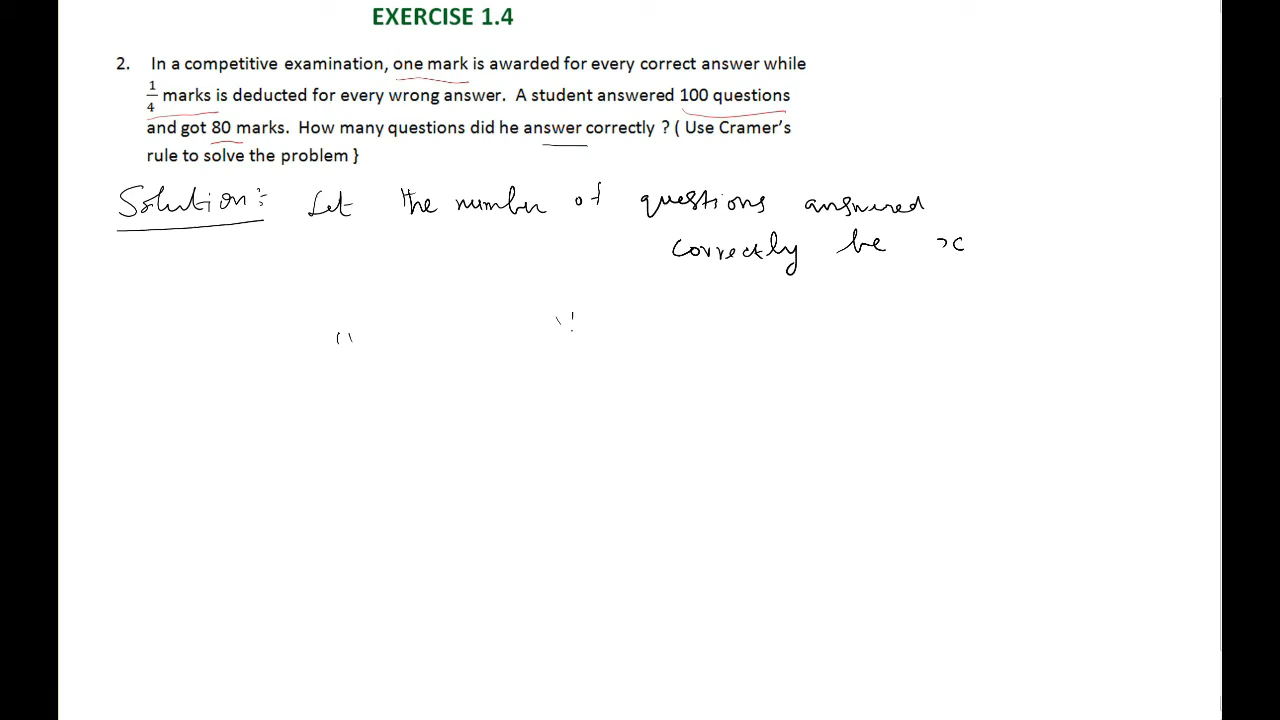 EXERCISE 1.4
2. In a competitive examination, one mark is awarded for every correct answer while
1/4 marks is deducted for every wrong answer. A student answered 100 questions
and got 80 marks. How many questions did he answer correctly ? ( Use Cramer's
rule to solve the problem }
Solution: Let the number of questions answered
correctly be x